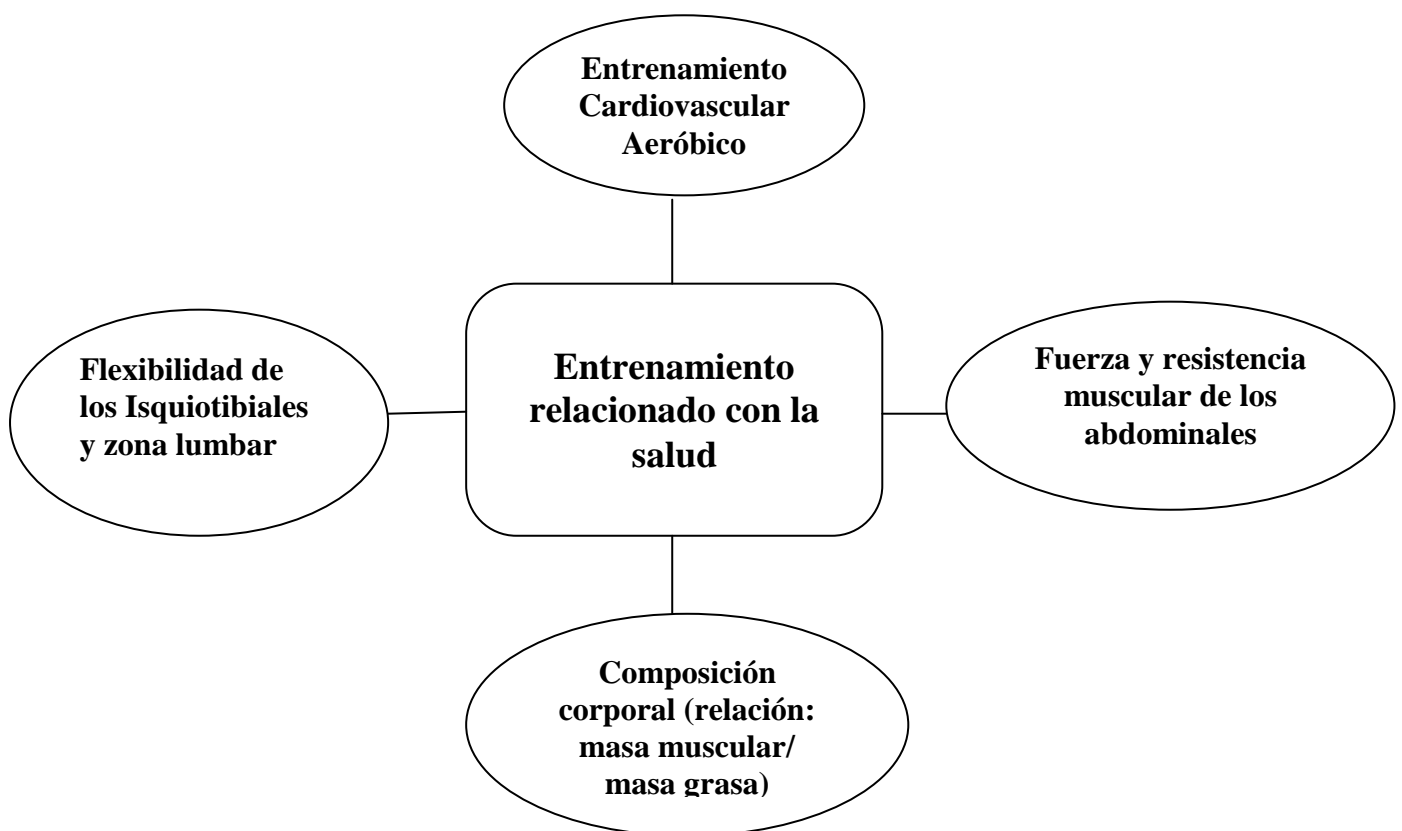 Entrenamiento
Cardiovascular
Aeróbico
Flexibilidad de
los Isquiotibiales
y zona lumbar
Entrenamiento
relacionado con la
salud
Fuerza y resistencia
muscular de los
abdominales
Composición
corporal (relación:
masa muscular/
masa grasa)